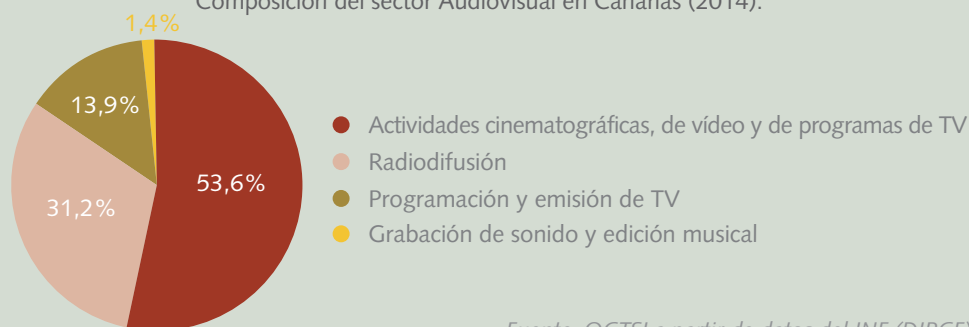 Composición del sector Audiovisual en Canarias (2014).
1,4%
13,9%
53,6%
31,2%
Actividades cinematográficas, de vídeo y de programas de TV
Radiodifusión
Programación y emisión de TV
Grabación de sonido y edición musical
Fuente: OCTSI a partir de datos del INE (DIRCE)